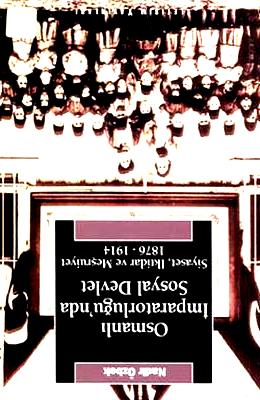 Nadir Özbek
Osmanlı
İmparatorluğu'nda
Sosyal Devlet
Siyaset, İktidar ve Meşruiyet
1876 - 1914